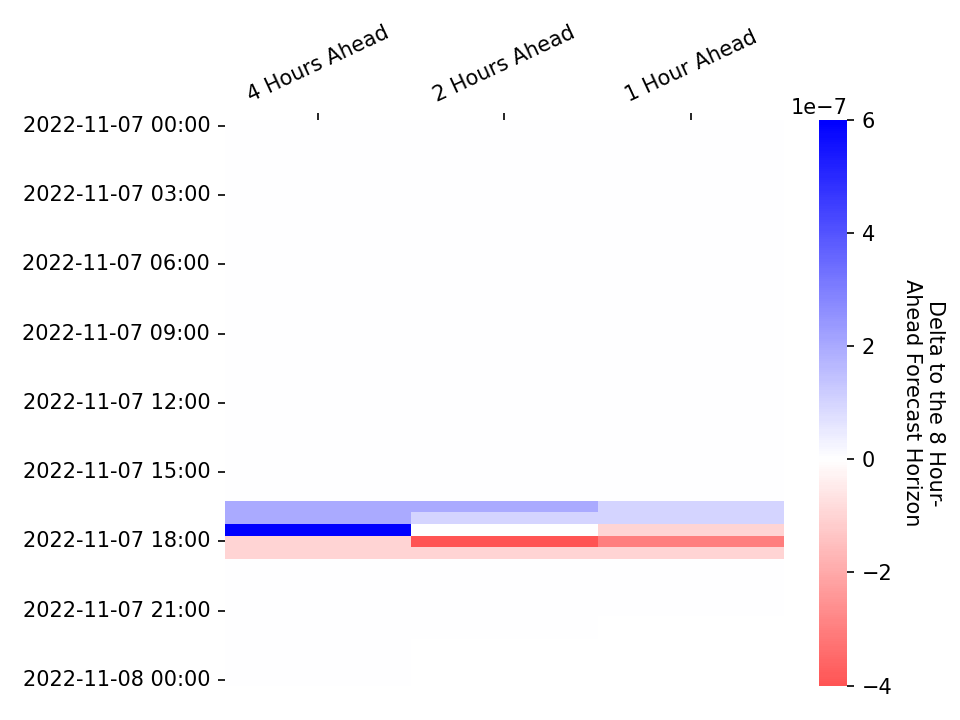 4 Hours Ahead
2 Hours Ahead
1 Hour Ahead
2022-11-07 00:00
2022-11-07 03:00
2022-11-07 06:00
2022-11-07 09:00
2022-11-07 12:00
2022-11-07 15:00
2022-11-07 18:00
2022-11-07 21:00
2022-11-08 00:00
1e−7
6
4
2
0
−2
−4
Delta to the 8 Hour-
Ahead Forecast Horizon